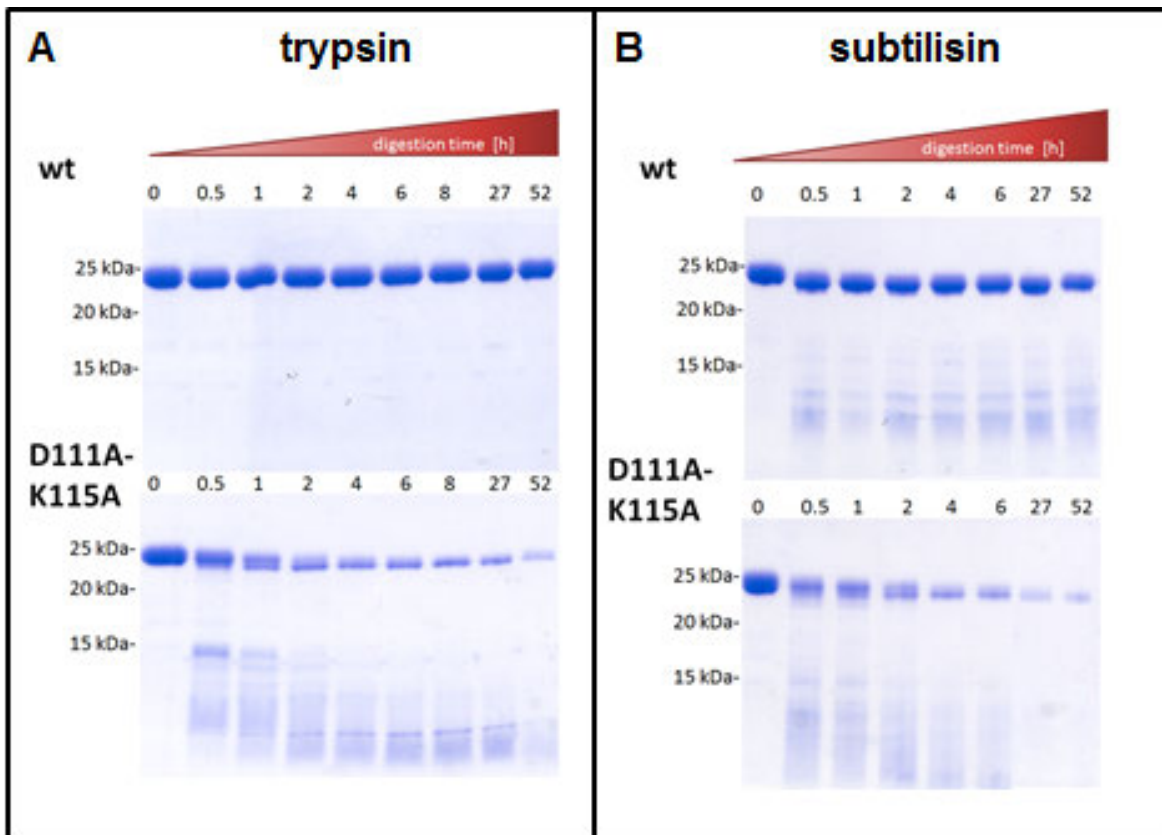 A trypsin
digestion time [h]
wt
0 0.5 1 2 4 6 8 27 52
25 kDa-
20 kDa-
15 kDa-
D111A-
K115A
0 0.5 1 2 4 6 8 27 52
25 kDa-
20 kDa-
15 kDa-
B subtilisin
digestion time [h]
wt
0 0.5 1 2 4 6 27 52
25 kDa-
20 kDa-
15 kDa-
D111A-
K115A
0 0.5 1 2 4 6 27 52
25 kDa-
20 kDa-
15 kDa-